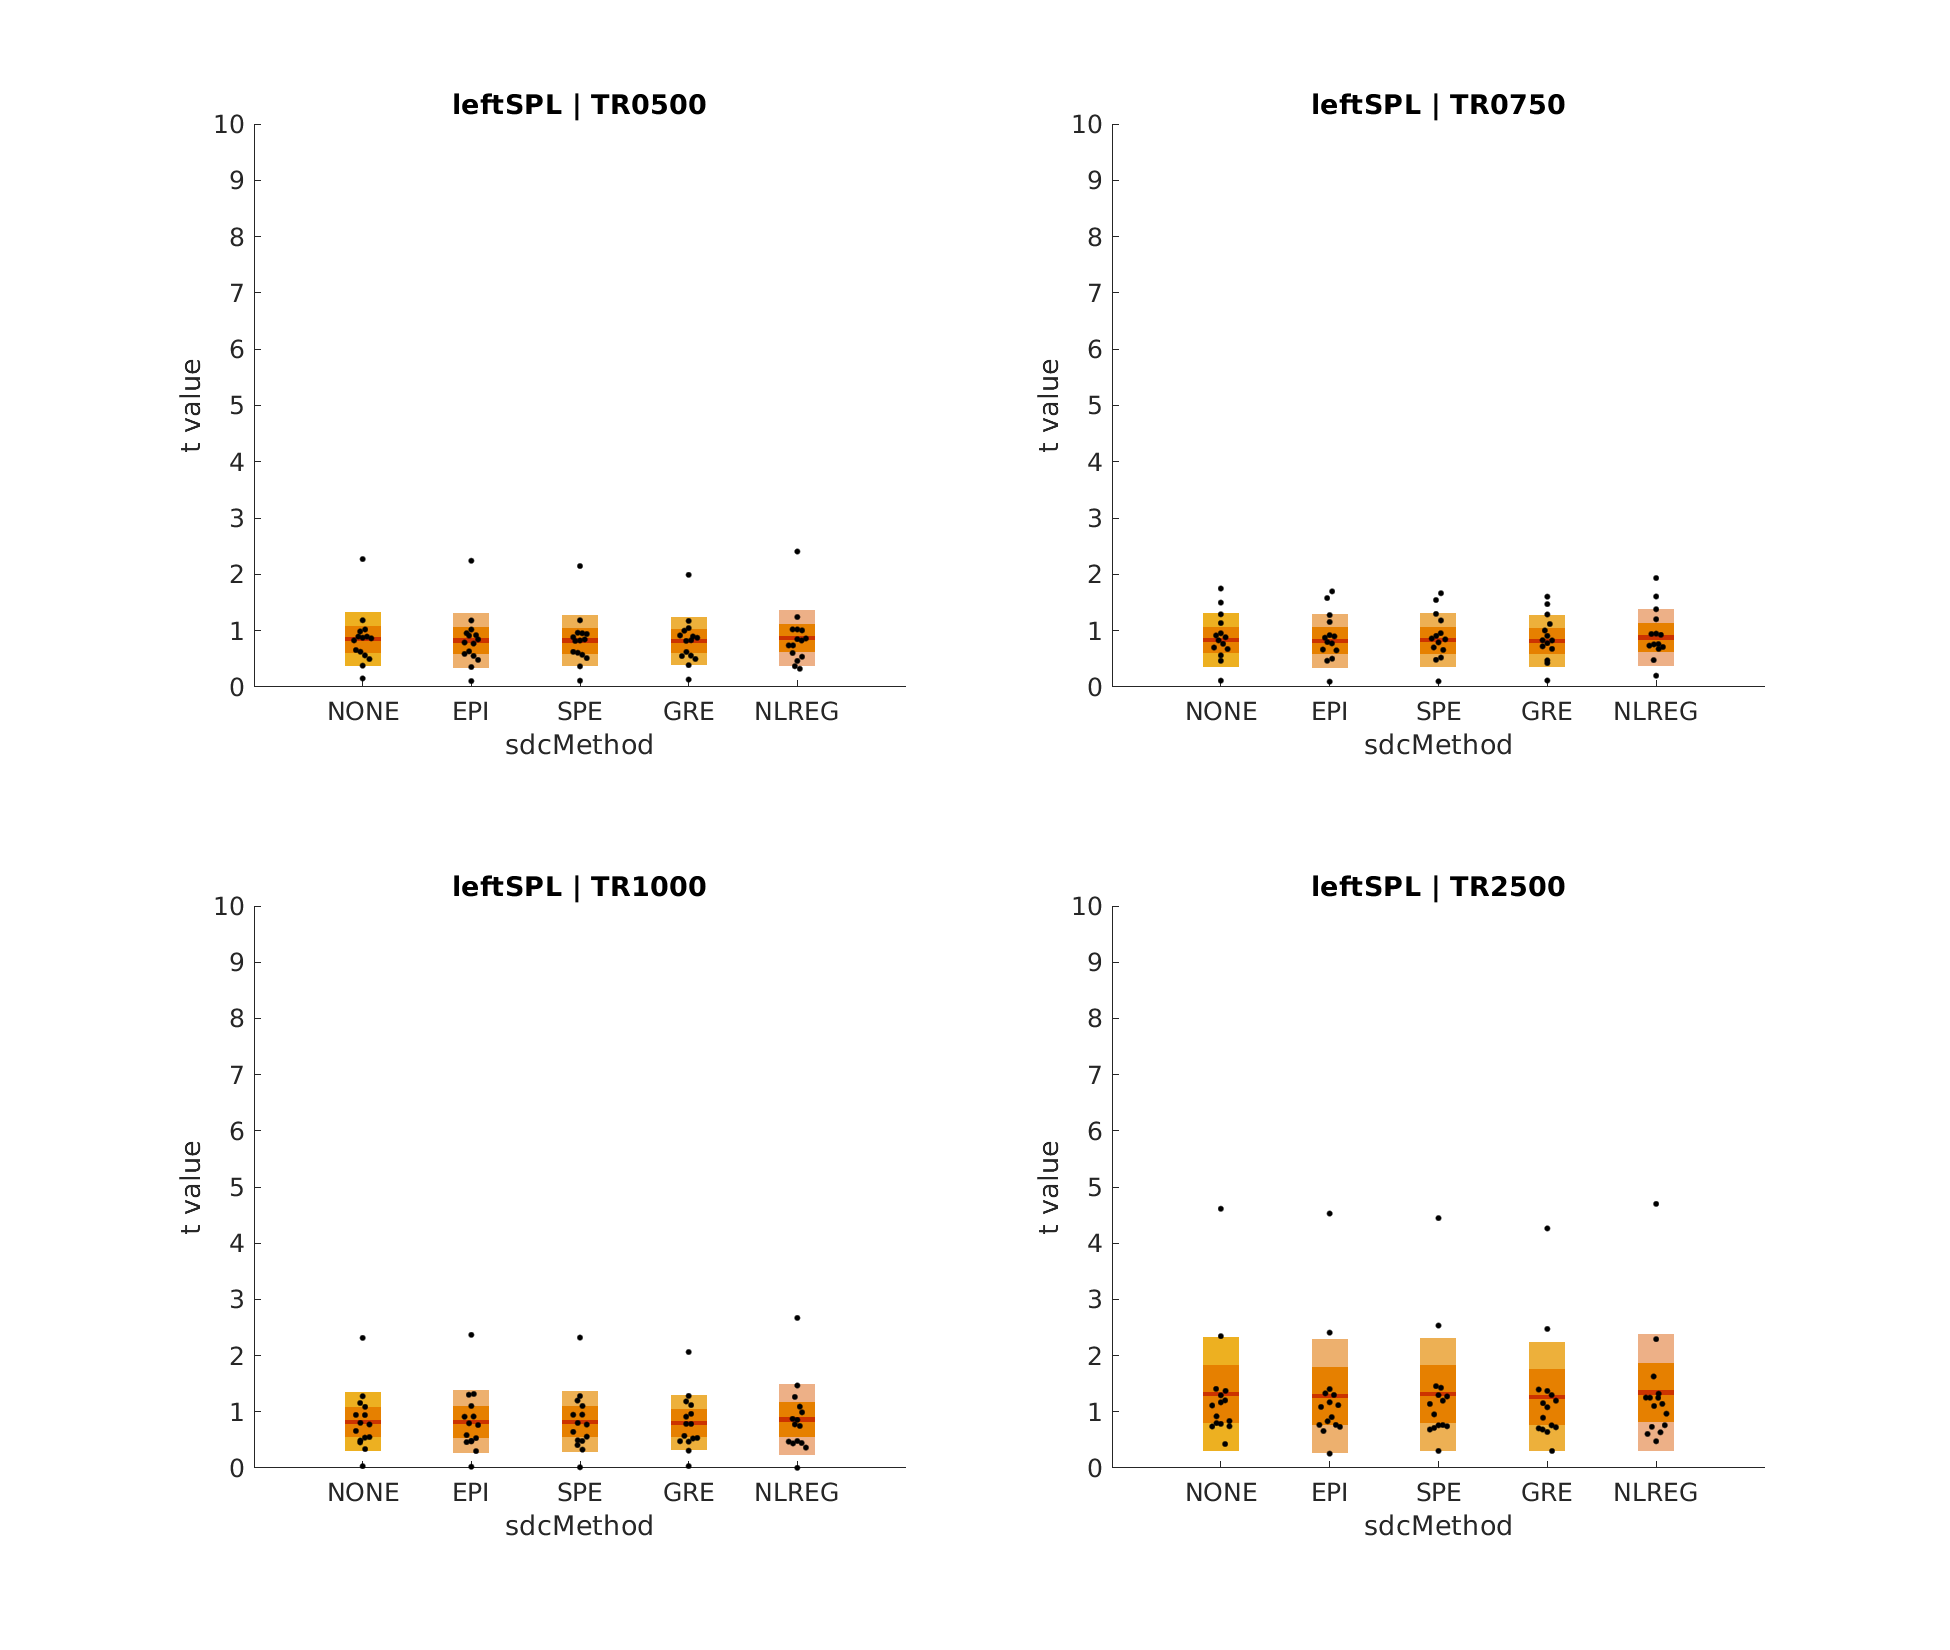 leftSPL | TR0500
10
9
8
7
6
5
4
3
2
1
0
t value
NONE EPI SPE GRE NLREG
sdcMethod
leftSPL | TR0750
10
9
8
7
6
5
4
3
2
1
0
t value
NONE EPI SPE GRE NLREG
sdcMethod
leftSPL | TR1000
10
9
8
7
6
5
4
3
2
1
0
t value
NONE EPI SPE GRE NLREG
sdcMethod
leftSPL | TR2500
10
9
8
7
6
5
4
3
2
1
0
t value
NONE EPI SPE GRE NLREG
sdcMethod